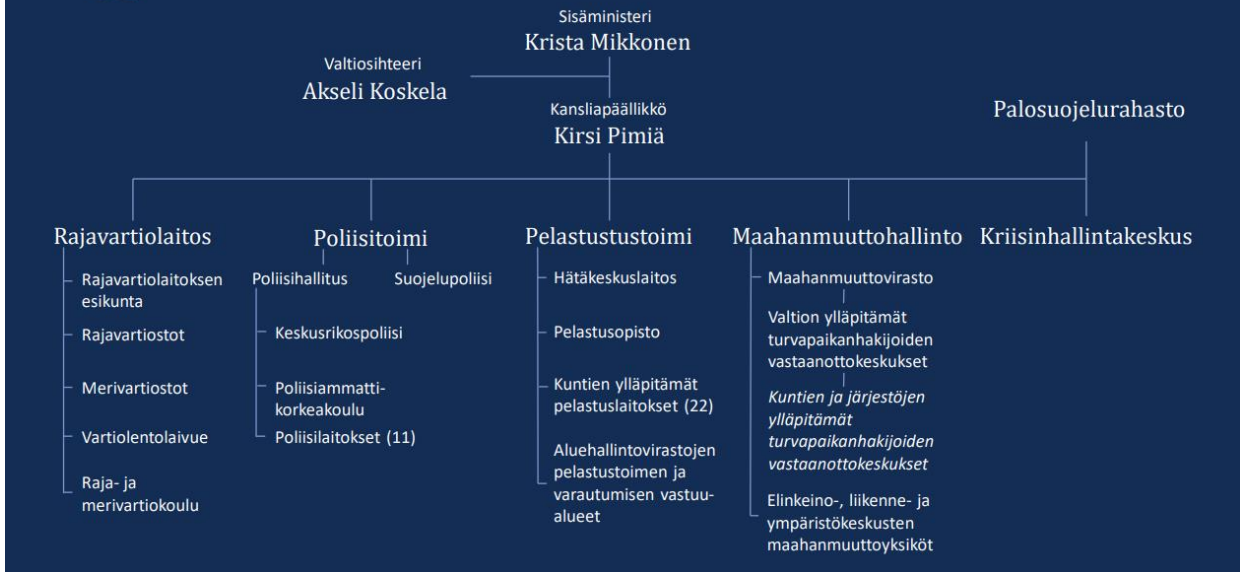 Sisäministeri
Krista Mikkonen
Valtiosihteeri
Akseli Koskela
Kansliapäällikkö
Kirsi Pimiä
Palosuojelurahasto
Rajavartiolaitos
Rajavartiolaitoksen
esikunta
Rajavartiostot
Merivartiostot
Vartiolentolaivue
Raja- ja
merivartiokoulu
Poliisitoimi
Poliisihallitus
Suojelupoliisi
Keskusrikospoliisi
Poliisiammatti-
korkeakoulu
Poliisilaitokset (11)
Pelastustustoimi
Hätäkeskuslaitos
Pelastusopisto
Kuntien ylläpitämät
pelastuslaitokset (22)
Aluehallintovirastojen
pelastustoimen ja
varautumisen vastuu-
alueet
Maahanmuuttohallinto
Maahanmuuttovirasto
Valtion ylläpitämät
turvapaikanhakijoiden
vastaanottokeskukset
Kuntien ja järjestöjen
ylläpitämät
turvapaikanhakijoiden
vastaanottokeskukset
Elinkeino-, liikenne- ja
ympäristökeskusten
maahanmuuttoyksiköt
Kriisinhallintakeskus